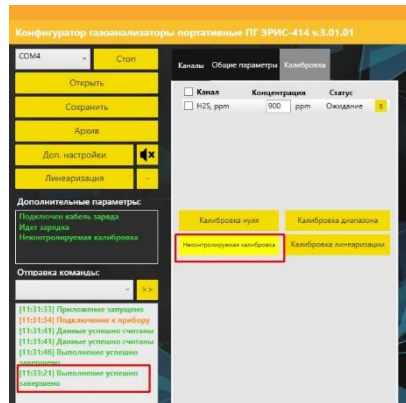 Конфигуратор газоанализаторы портативные ПГ ЭРИС-414 v.3.01.01
COM4
Стоп
Открыть
Сохранить
Архив
Доп. настройки
Линеаризация
-
Дополнительные параметры:
Подключен кабель заряда
Идет зарядка
Неконтролируемая калибровка
Отправка команды:
>>
[11:31:33] Приложение запущено
[11:31:34] Подключение к прибору
[11:31:41] Данные успешно считаны
[11:31:41] Данные успешно считаны
[11:31:46] Выполнение успешно
завершено
[11:33:21] Выполнение успешно
завершено
Каналы Общие параметры Калибровка
Канал Концентрация Статус
H2S, ppm 900 ppm Ожидание
Калибровка нуля Калибровка диапазона
Неконтролируемая калибровка Калибровка линеаризации